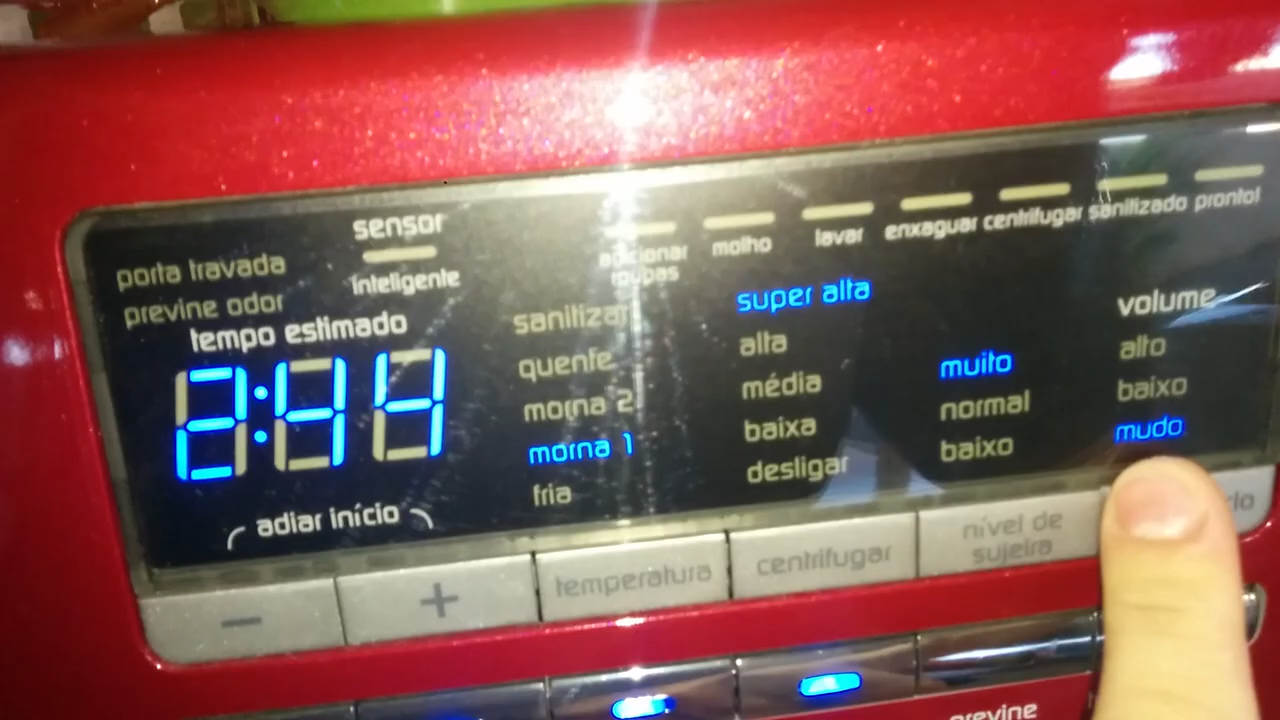 sensor
inteligente
porta travada
previne odor
tempo estimado
2:44
adiar início
adicionar
roupas
molho
lavar
enxaguar
centrifugar
sanitizado
pronto!
sanitizar
quente
morna 2
morna 1
fria
super alta
alta
média
baixa
desligar
muito
normal
baixo
volume
alto
baixo
mudo
−
+
temperatura
centrifugar
nível de
sujeira
previne